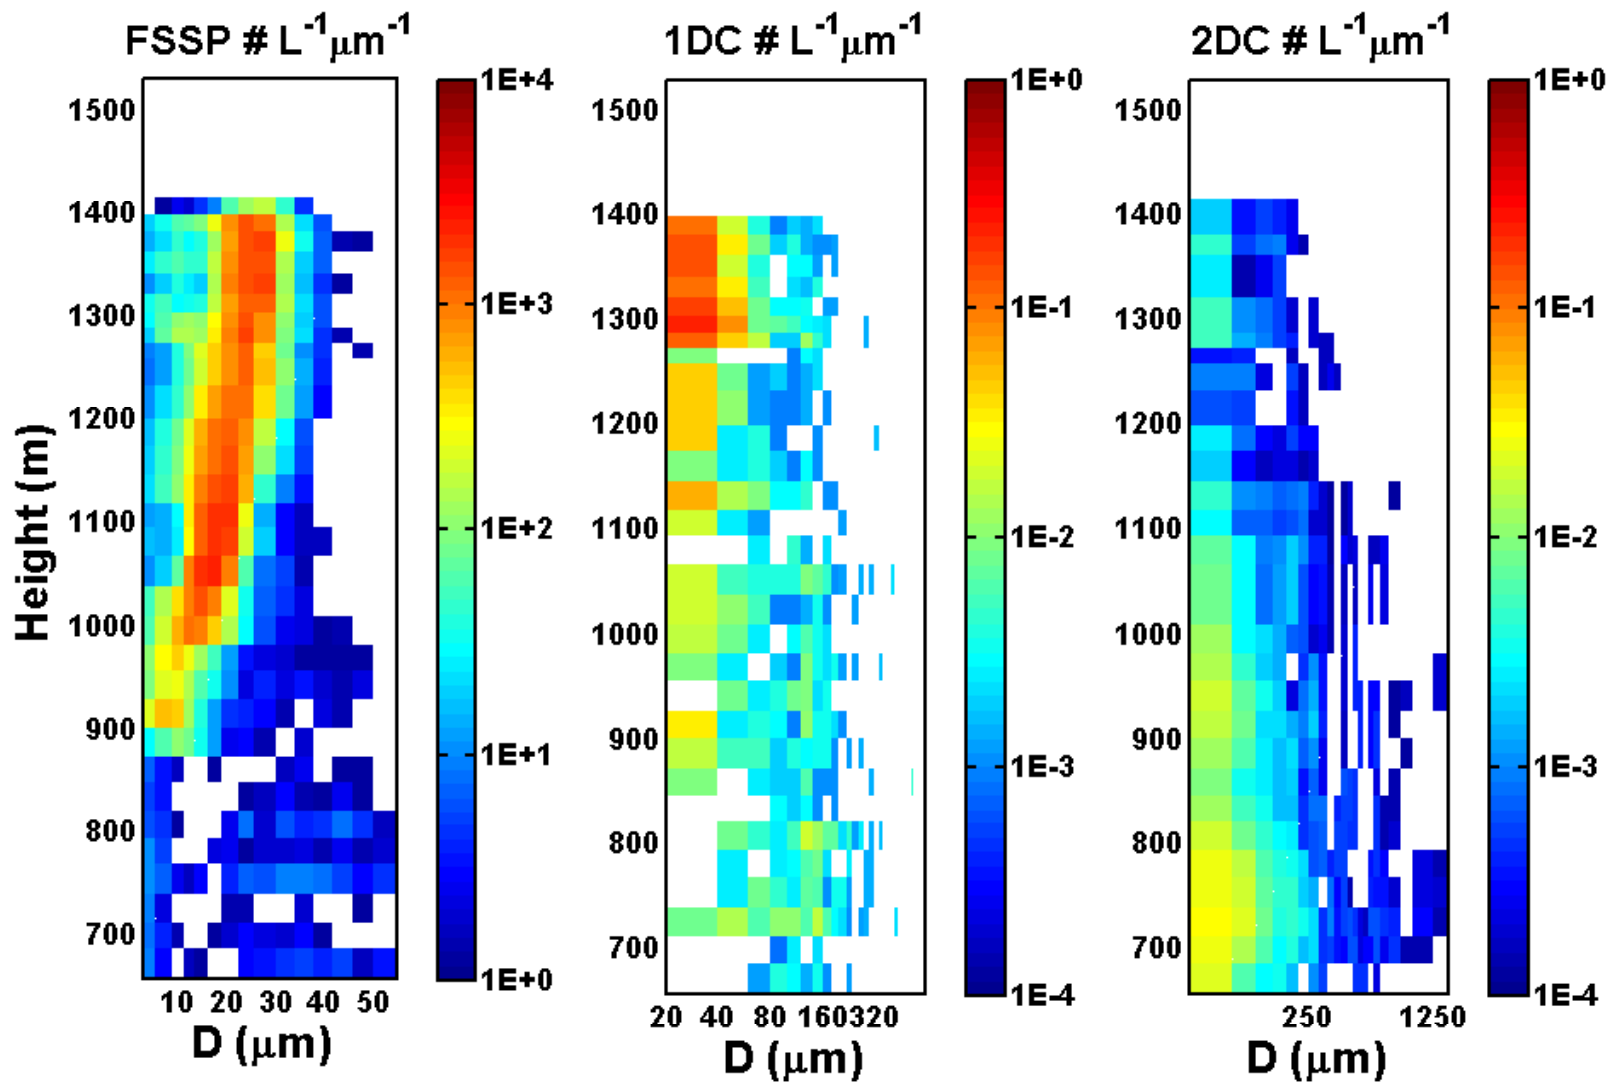 FSSP # L⁻¹μm⁻¹
1DC # L⁻¹μm⁻¹
2DC # L⁻¹μm⁻¹
Height (m)
1500
1400
1300
1200
1100
1000
900
800
700
10 20 30 40 50
D (μm)
1E+4
1E+3
1E+2
1E+1
1E+0
1500
1400
1300
1200
1100
1000
900
800
700
20 40 80 160 320
D (μm)
1E+0
1E-1
1E-2
1E-3
1E-4
1500
1400
1300
1200
1100
1000
900
800
700
250 1250
D (μm)
1E+0
1E-1
1E-2
1E-3
1E-4